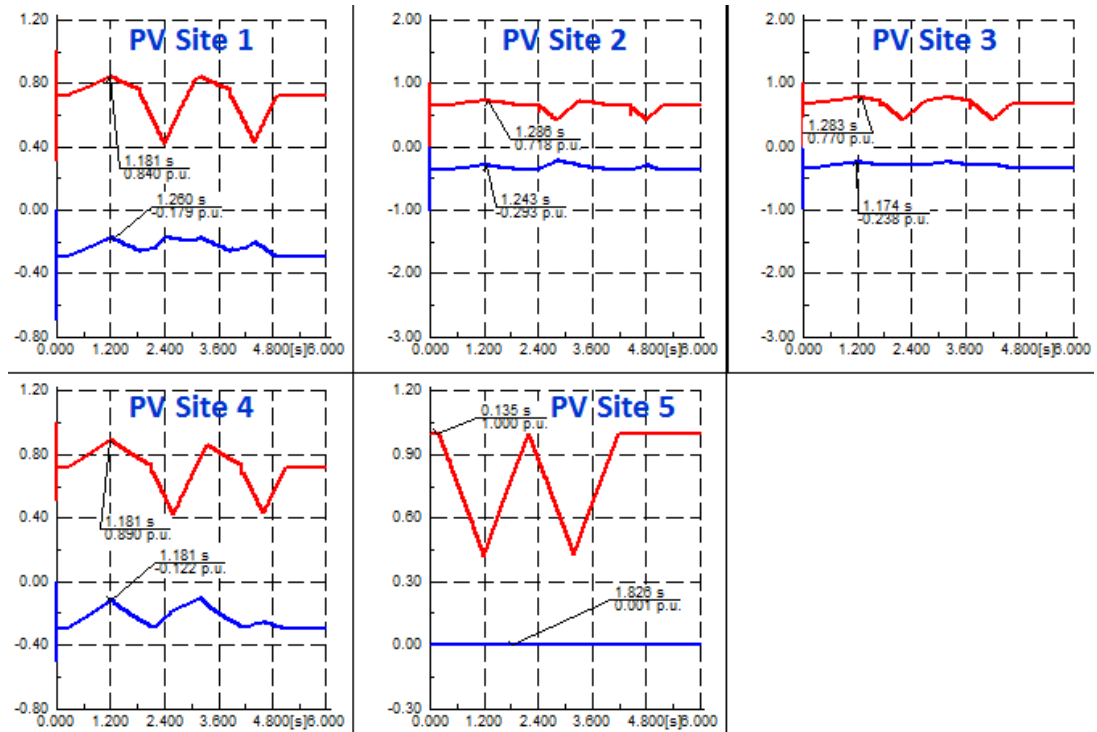 PV Site 1
1.20
0.80
0.40
0.00
-0.40
-0.80
1.181 s
0.840 p.u.
1.260 s
-0.179 p.u.
0.000 1.200 2.400 3.600 4.800[s]6.000
PV Site 2
2.00
1.00
0.00
-1.00
-2.00
-3.00
1.286 s
0.718 p.u.
1.243 s
-0.293 p.u.
0.000 1.200 2.400 3.600 4.800[s]6.000
PV Site 3
2.00
1.00
0.00
-1.00
-2.00
-3.00
1.283 s
0.770 p.u.
1.174 s
-0.238 p.u.
0.000 1.200 2.400 3.600 4.800[s]6.000
PV Site 4
1.20
0.80
0.40
0.00
-0.40
-0.80
1.181 s
0.890 p.u.
1.181 s
-0.122 p.u.
0.000 1.200 2.400 3.600 4.800[s]6.000
PV Site 5
1.20
0.90
0.60
0.30
0.00
-0.30
0.135 s
1.000 p.u.
1.826 s
0.001 p.u.
0.000 1.200 2.400 3.600 4.800[s]6.000